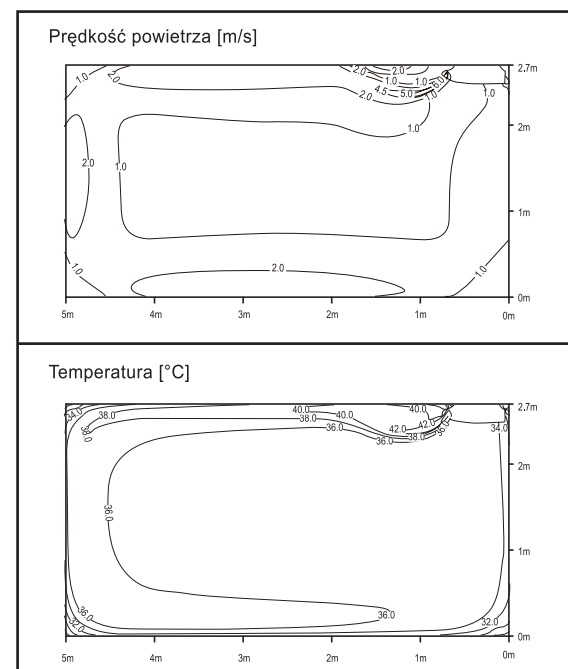 Prędkość powietrza [m/s]
1.0 2.0 2.0 2.0 1.0 1.0 6.0 2.7m
4.5 5.0 2.0 1.0 1.0
2m
1.0
2.0 1.0
1m
1.0 2.0 1.0
0m
5m 4m 3m 2m 1m 0m
Temperatura [°C]
34.0 38.0 40.0 40.0 40.0 2.7m
38.0 38.0 36.0 42.0 42.0 34.0
36.0 38.0 36.0
2m
36.0
1m
36.0 36.0
32.0 32.0
0m
5m 4m 3m 2m 1m 0m